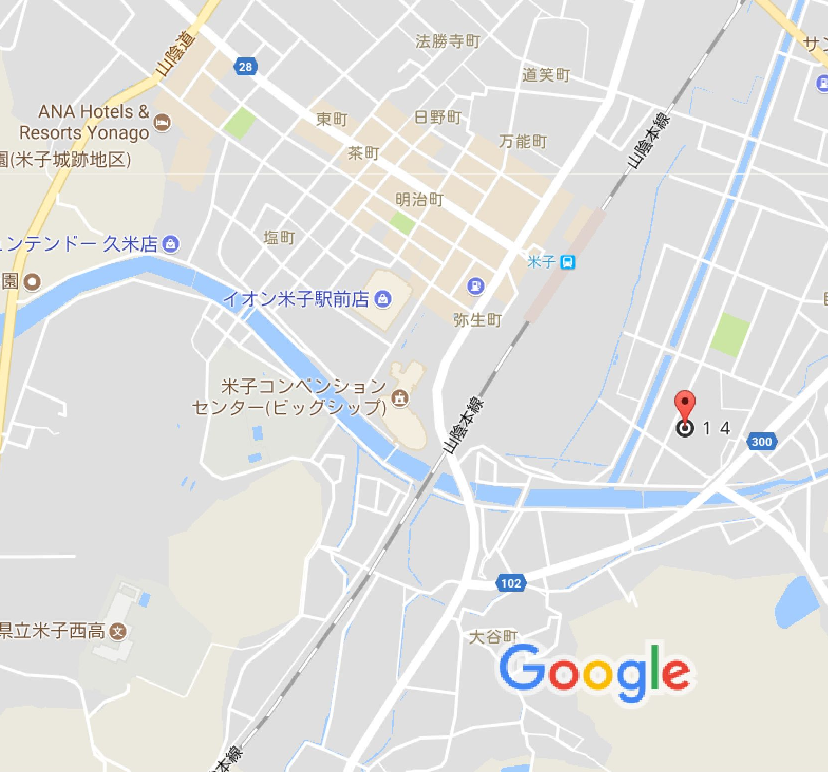 法勝寺町
山陰道
サン
28
道笑町
ANA Hotels &
Resorts Yonago
東町
日野町
山陰本線
園(米子城跡地区)
茶町
万能町
明治町
塩町
ンテンドー 久米店
米子
園
イオン米子駅前店
弥生町
米子コンベンション
センター(ビッグシップ)
山陰本線
14
300
102
県立米子西高
大谷町
Google
本線